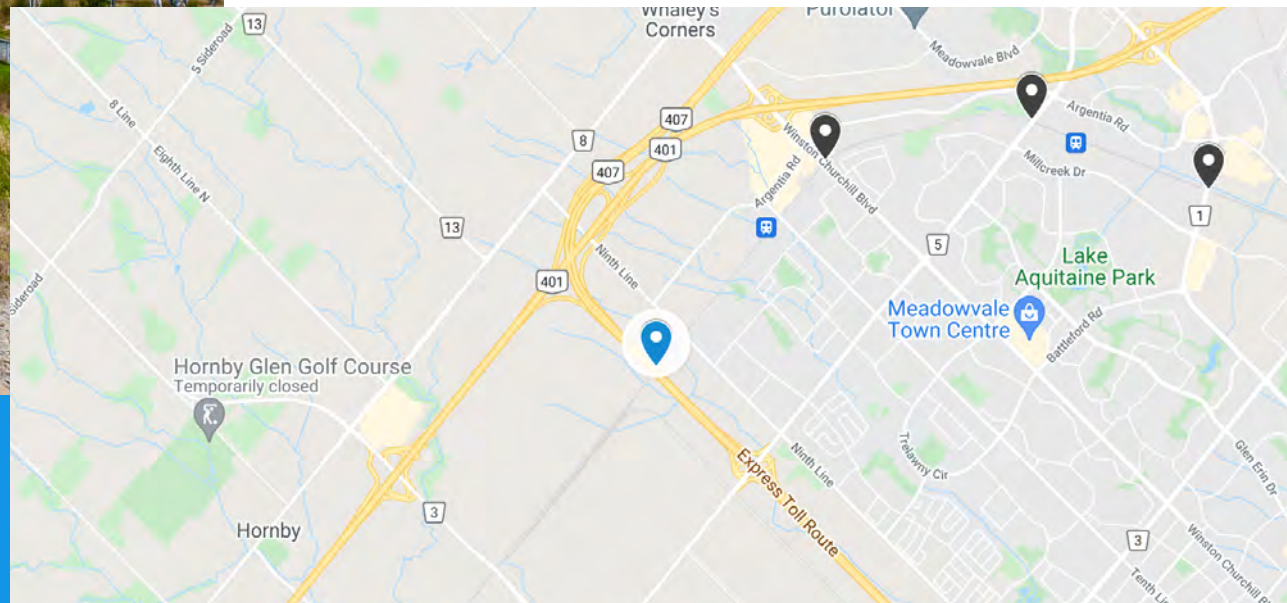 Whaley's
Corners
Purolator
13
S Sideroad
Meadowvale Blvd
8 Line
Eighth Line N
8
407
401
407
Winston Churchill Blvd
Argentia Rd
Argentia Rd
Millcreek Dr
1
13
5
Lake
Aquitaine Park
Ninth Line
401
Sideroad
Meadowvale
Town Centre
Battleford Rd
Hornby Glen Golf Course
Temporarily closed
Ninth Line
Trelawny Cir
Glen Erin Dr
Express Toll Route
3
Hornby
3
Winston Churchill B
Tenth Lin